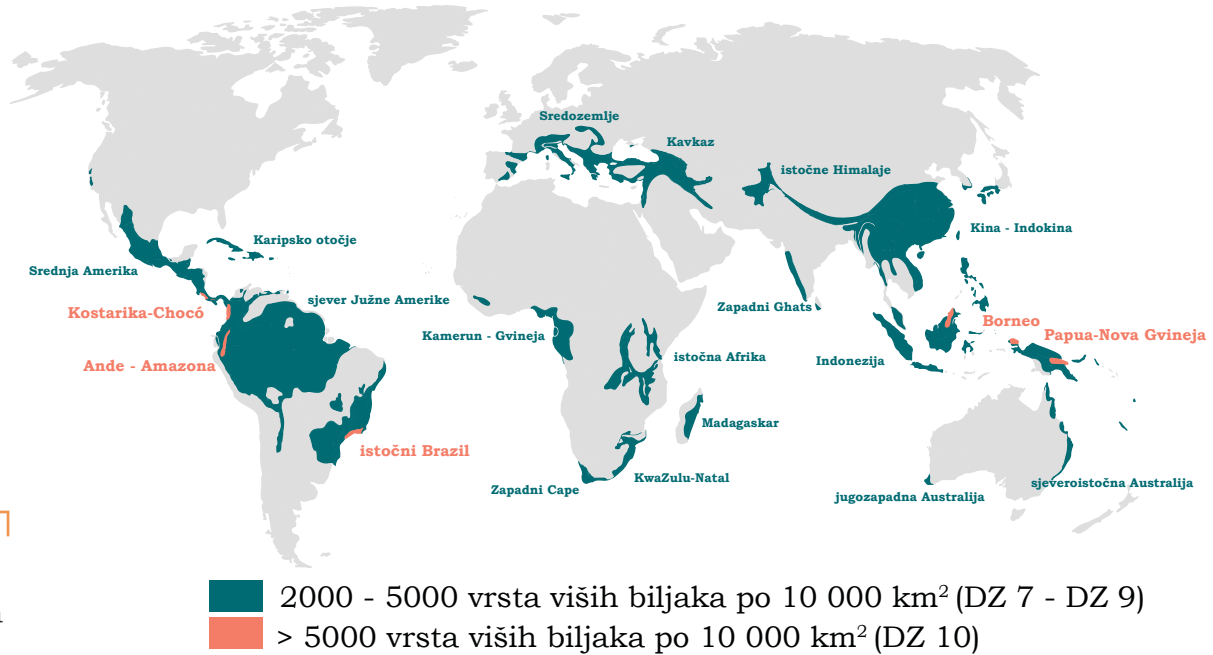 Sredozemlje
Kavkaz
istočne Himalaje
Kina - Indokina
Karipsko otočje
Srednja Amerika
sjever Južne Amerike
Kostarika-Chocó
Zapadni Ghats
Borneo
Kamerun - Gvineja
Papua-Nova Gvineja
istočna Afrika
Indonezija
Ande - Amazona
Madagaskar
istočni Brazil
KwaZulu-Natal
Zapadni Cape
sjeveroistočna Australija
jugozapadna Australija
2000 - 5000 vrsta viših biljaka po 10 000 km² (DZ 7 - DZ 9)
> 5000 vrsta viših biljaka po 10 000 km² (DZ 10)